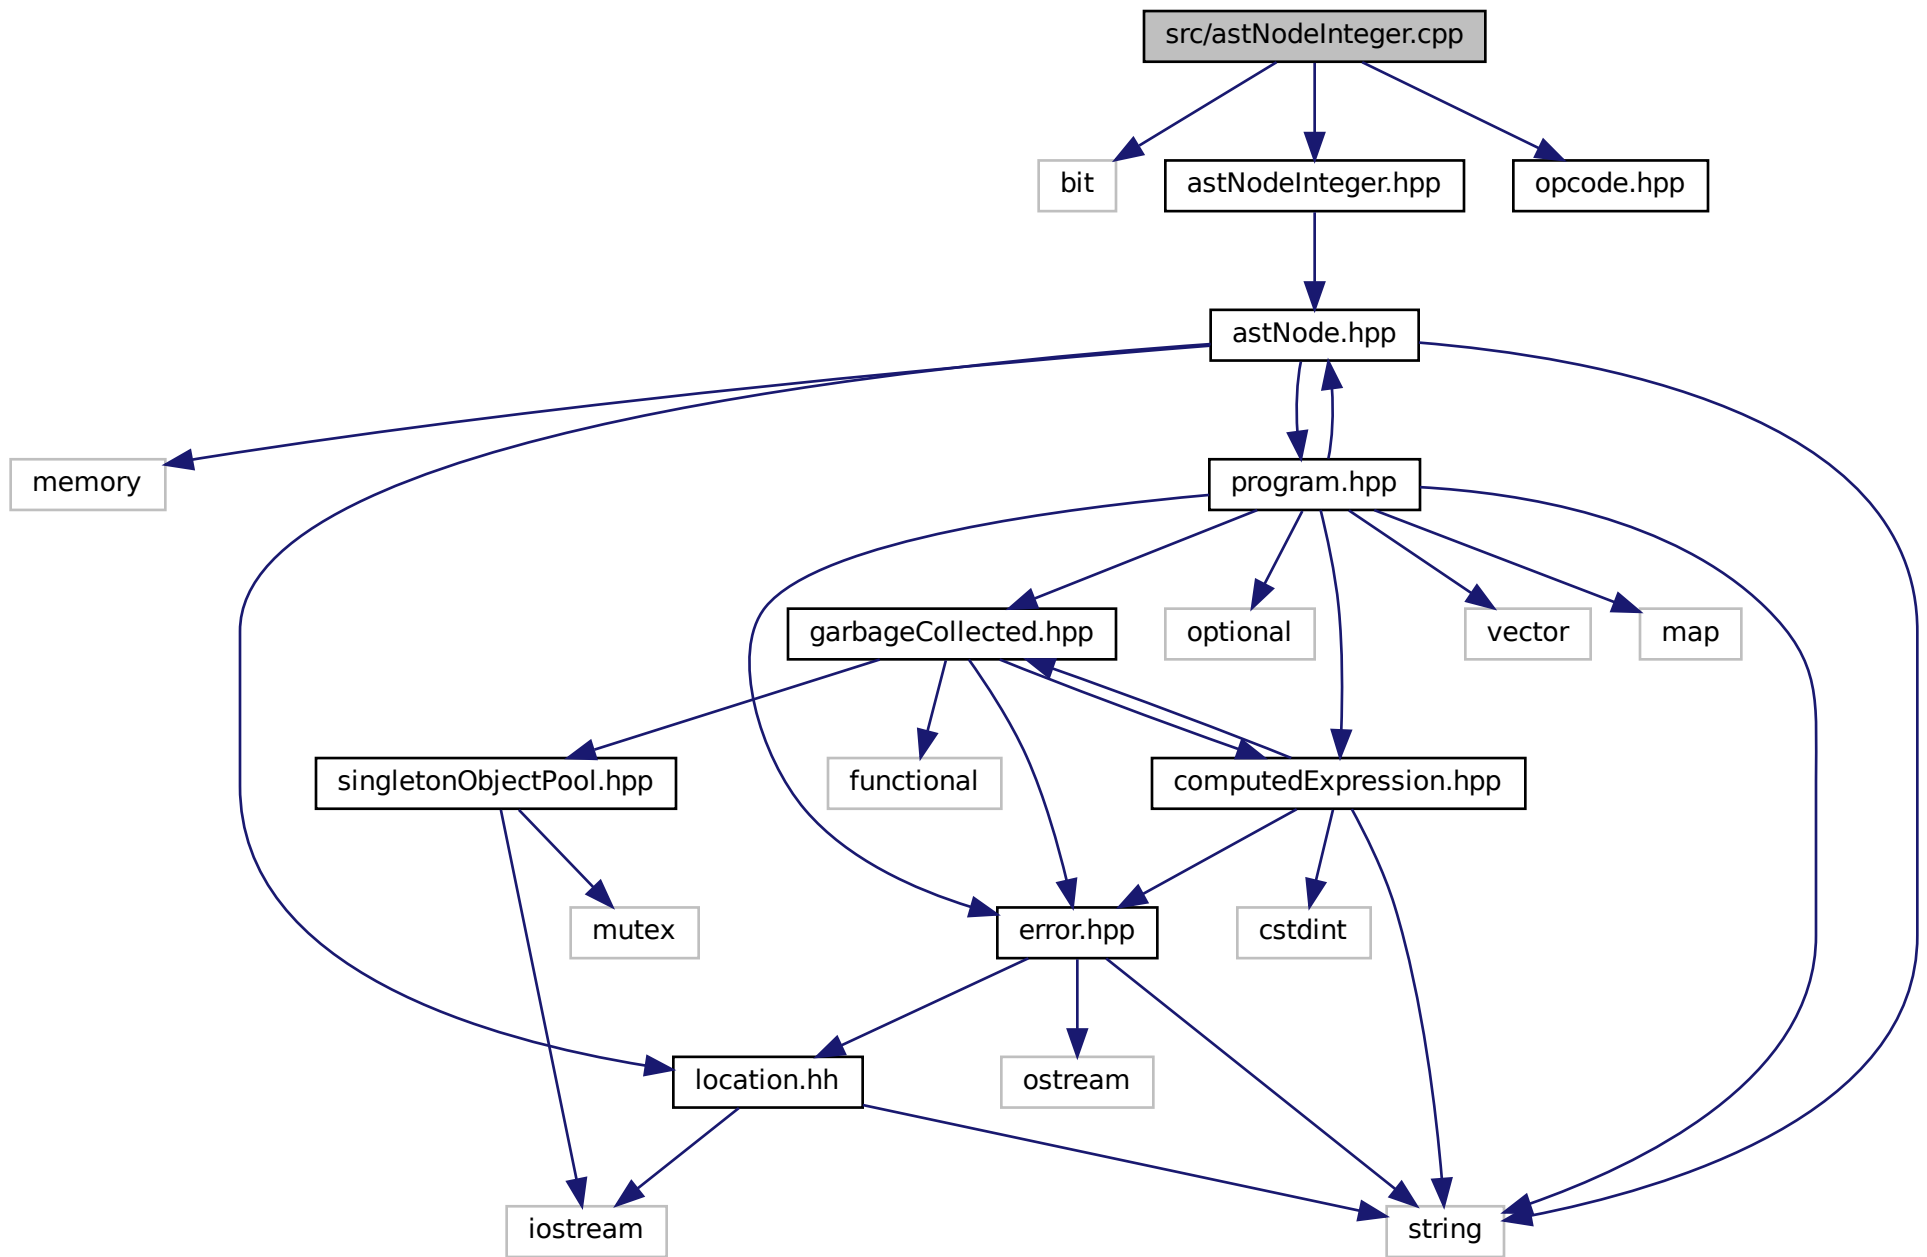 src/astNodeInteger.cpp
bit
astNodeInteger.hpp
opcode.hpp
astNode.hpp
memory
program.hpp
garbageCollected.hpp
optional
vector
map
singletonObjectPool.hpp
functional
computedExpression.hpp
mutex
error.hpp
cstdint
location.hh
ostream
iostream
string